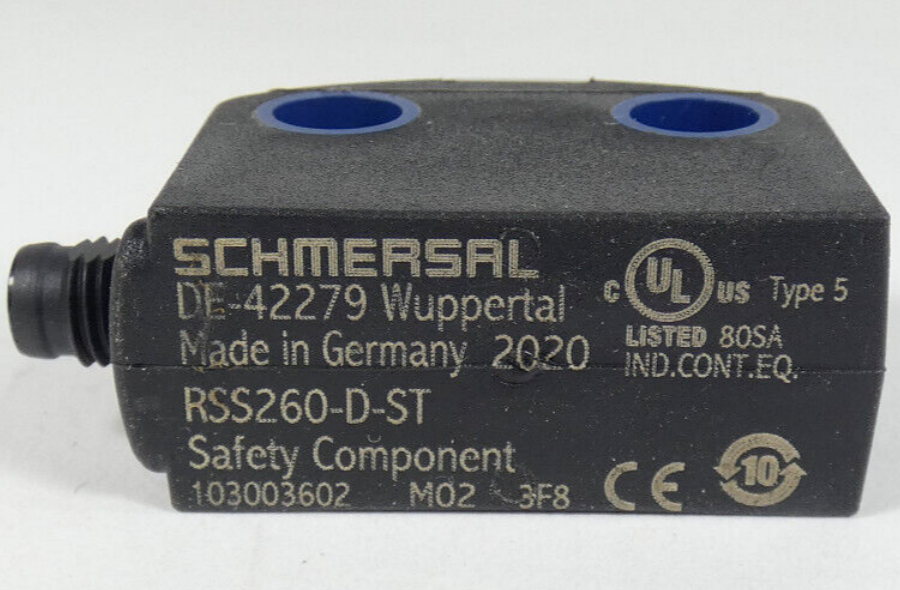 SCHMERSAL
DE-42279 Wuppertal
Made in Germany 2020
RSS260-D-ST
Safety Component
103003602 M02 3F8
C UL US Type 5
LISTED 80SA
IND.CONT.EQ.
CE
10